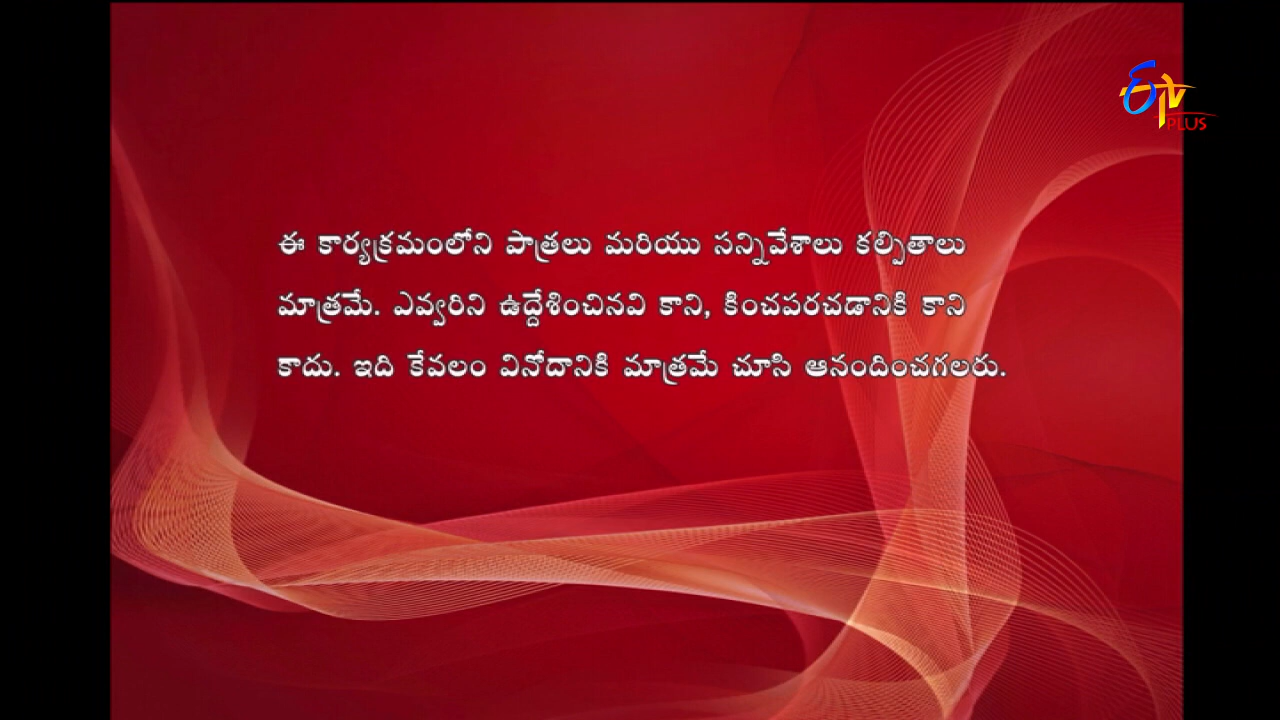 ETV
PLUS
ఈ కార్యక్రమంలోని పాత్రలు మరియు సన్నివేశాలు కల్పితాలు
మాత్రమే. ఎవ్వరిని ఉద్దేశించినవి కాని, కించపరచడానికి కాని
కాదు. ఇది కేవలం వినోదానికి మాత్రమే చూసి ఆనందించగలరు.